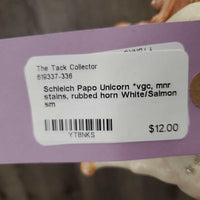 The Tack Collector
619337-336
Schleich Papo Unicorn *vgc, mnr
stains, rubbed horn White/Salmon
sm
YTBNKS
$12.00